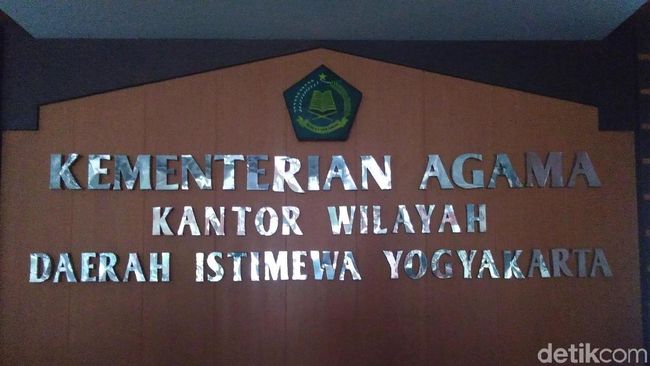 KEMENTERIAN AGAMA
KANTOR WILAYAH
DAERAH ISTIMEWA YOGYAKARTA
detikcom